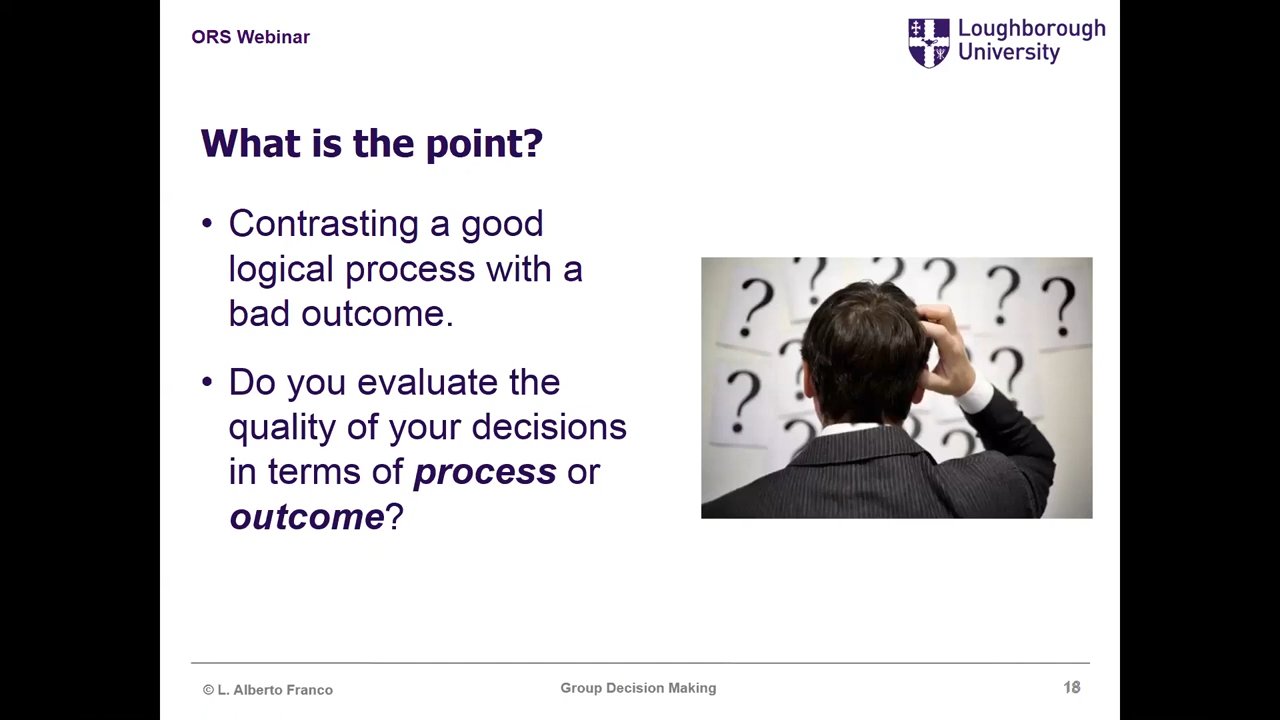 ORS Webinar
Loughborough
University
What is the point?
• Contrasting a good
logical process with a
bad outcome.
• Do you evaluate the
quality of your decisions
in terms of process or
outcome?
? ? ? ? ? ?
? ? ? ? ?
© L. Alberto Franco
Group Decision Making
18